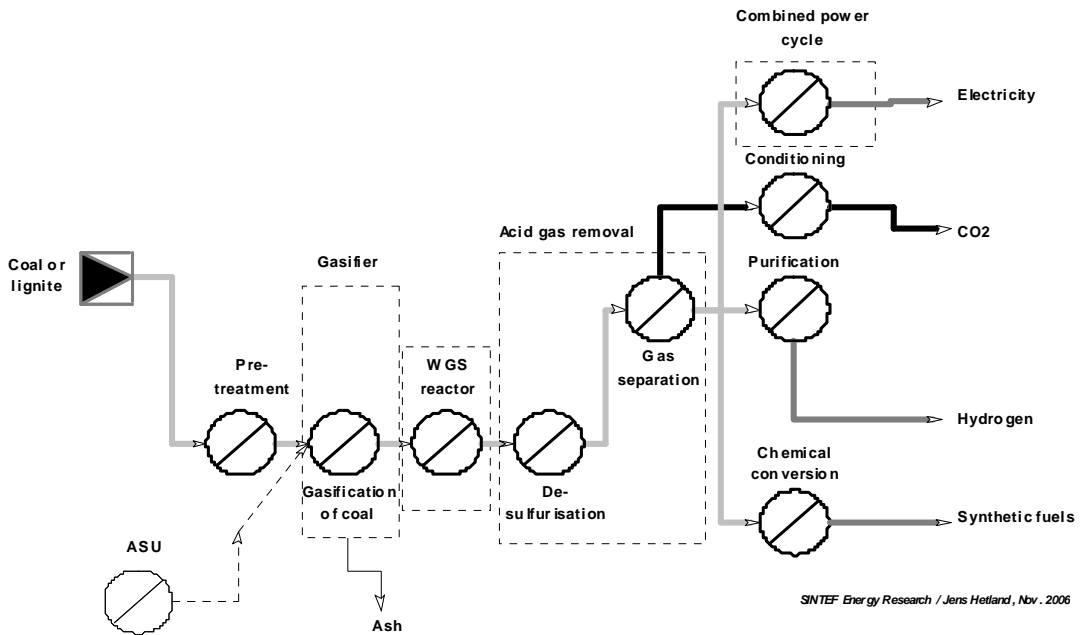 Combined power
cycle
Electricity
Conditioning
CO2
Acid gas removal
Purification
Gasifier
Coal or
lignite
Gas
separation
WGS
reactor
Pre-
treatment
Hydrogen
Chemical
conversion
Gasification
of coal
De-
sulfurisation
Synthetic fuels
ASU
Ash
SINTEF Energy Research / Jens Hetland, Nov. 2006